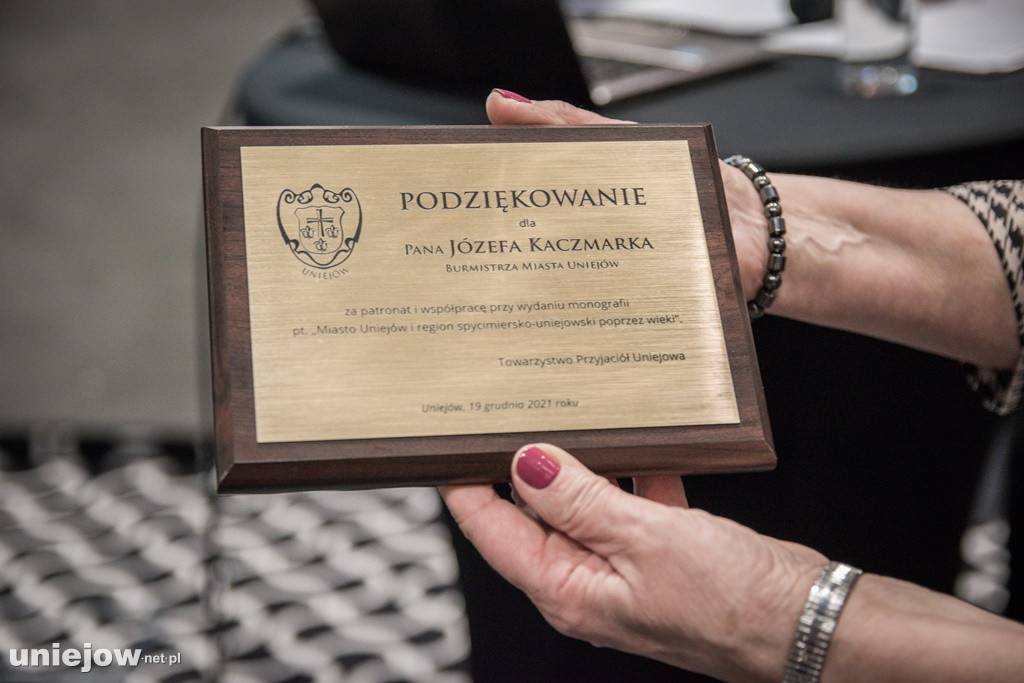 PODZIĘKOWANIE
dla
PANA JÓZEFA KACZMARKA
BURMISTRZA MIASTA UNIEJÓW
UNIEJÓW
za patronat i współpracę przy wydaniu monografii
pt. „Miasto Uniejów i region spycimiersko-uniejowski poprzez wieki”.
Towarzystwo Przyjaciół Uniejowa
Uniejów, 19 grudnia 2021 roku
uniejow.net.pl